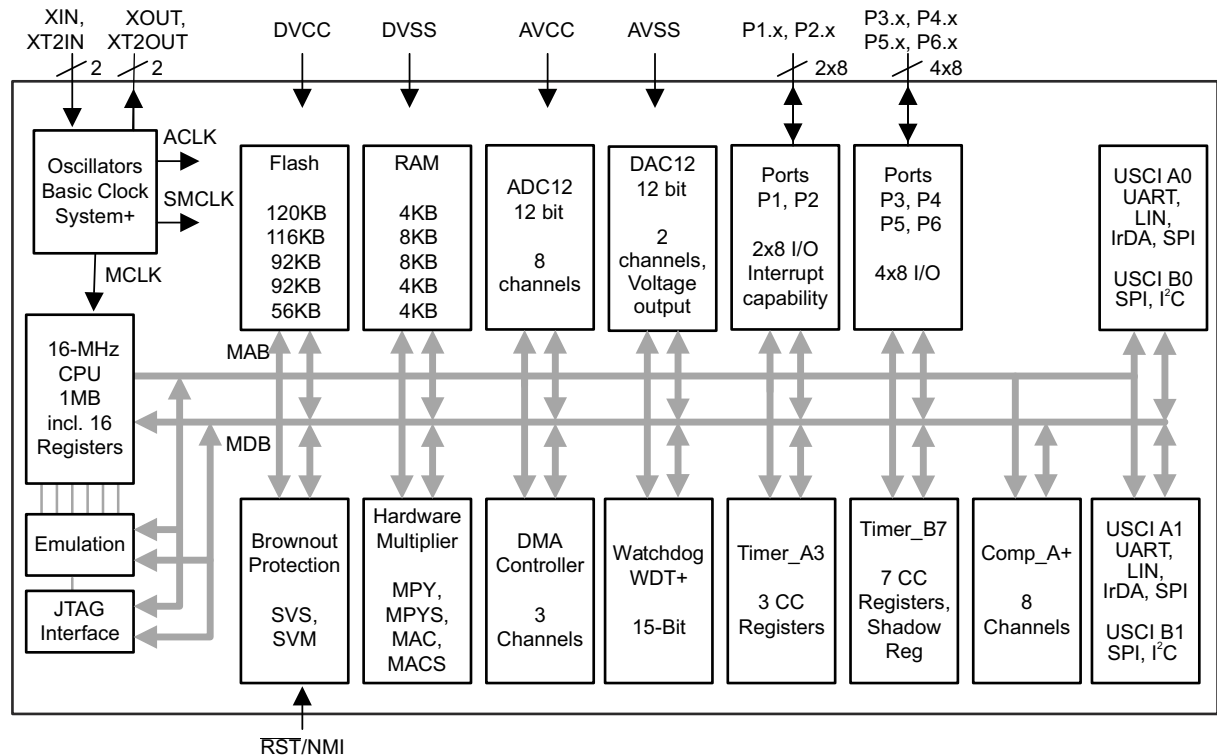 XIN,
XT2IN
2
XOUT,
XT2OUT
2
DVCC
DVSS
AVCC
AVSS
P1.x, P2.x
2x8
P3.x, P4.x
P5.x, P6.x
4x8
Oscillators
Basic Clock
System+
ACLK
SMCLK
MCLK
Flash
120KB
116KB
92KB
92KB
56KB
RAM
4KB
8KB
8KB
4KB
4KB
ADC12
12 bit
8
channels
DAC12
12 bit
2
channels,
Voltage
output
Ports
P1, P2
2x8 I/O
Interrupt
capability
Ports
P3, P4
P5, P6
4x8 I/O
USCI A0
UART,
LIN,
IrDA, SPI
USCI B0
SPI, I²C
16-MHz
CPU
1MB
incl. 16
Registers
MAB
MDB
Emulation
JTAG
Interface
Brownout
Protection
SVS,
SVM
Hardware
Multiplier
MPY,
MPYS,
MAC,
MACS
DMA
Controller
3
Channels
Watchdog
WDT+
15-Bit
Timer_A3
3 CC
Registers
Timer_B7
7 CC
Registers,
Shadow
Reg
Comp_A+
8
Channels
USCI A1
UART,
LIN,
IrDA, SPI
USCI B1
SPI, I²C
R̅S̅T̅/NMI